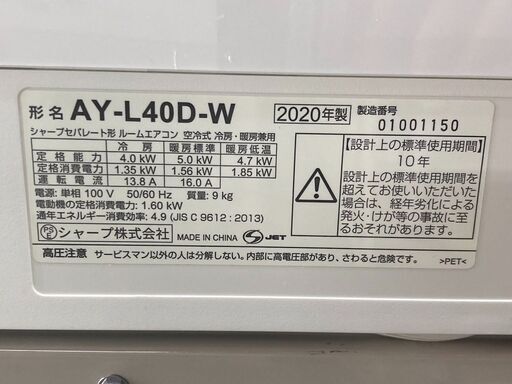 形名 AY-L40D-W 2020年製 製造番号 01001150
シャープセパレート形 ルームエアコン 空冷式 冷房・暖房兼用
冷房 暖房標準 暖房低温
定格能力 4.0 kW 5.0 kW 4.7 kW
定格消費電力 1.35 kW 1.56 kW 1.85 kW
運転電流 13.8 A 16.0 A
電源: 単相 100 V 50/60 Hz 質量: 9 kg
電動機の定格消費電力: 1.60 kW
通年エネルギー消費効率: 4.9 (JIS C 9612 : 2013)
PS E シャープ株式会社 MADE IN CHINA S JET
高圧注意 サービスマン以外の人は分解しない。内部に高電圧部があり、さわると危険です。
【設計上の標準使用期間】
10年
設計上の標準使用期間を
超えてお使いいただいた
場合は、経年劣化による
発火・けが等の事故に至
るおそれがあります。
>PET<